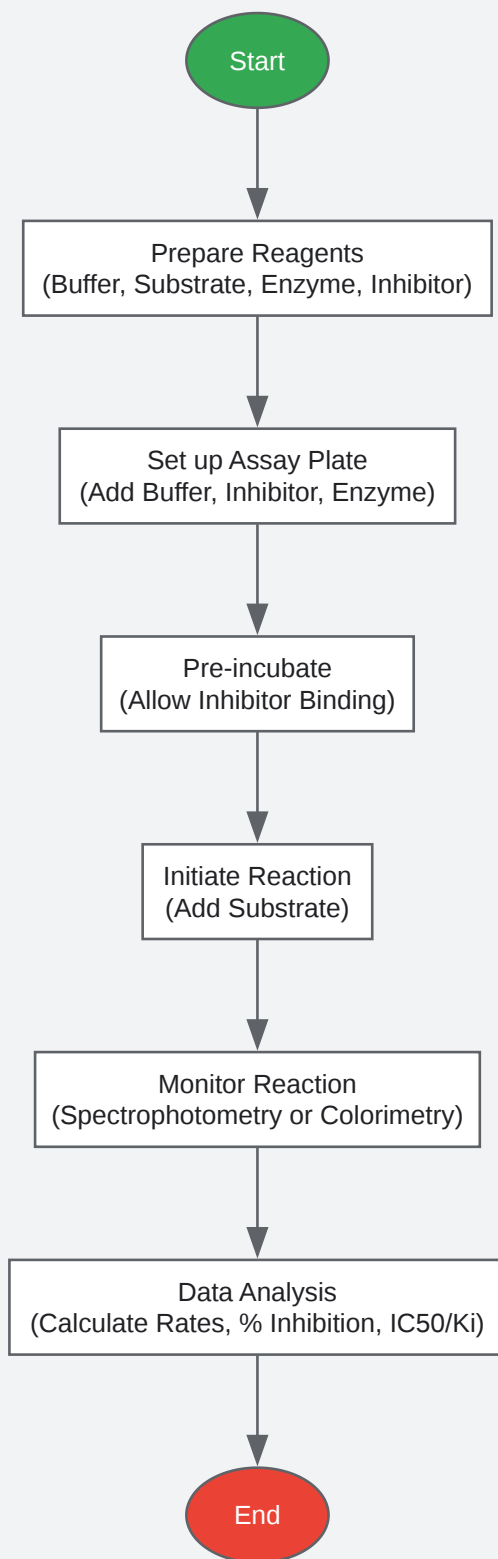 Start
Prepare Reagents
(Buffer, Substrate, Enzyme, Inhibitor)
Set up Assay Plate
(Add Buffer, Inhibitor, Enzyme)
Pre-incubate
(Allow Inhibitor Binding)
Initiate Reaction
(Add Substrate)
Monitor Reaction
(Spectrophotometry or Colorimetry)
Data Analysis
(Calculate Rates, % Inhibition, IC50/Ki)
End